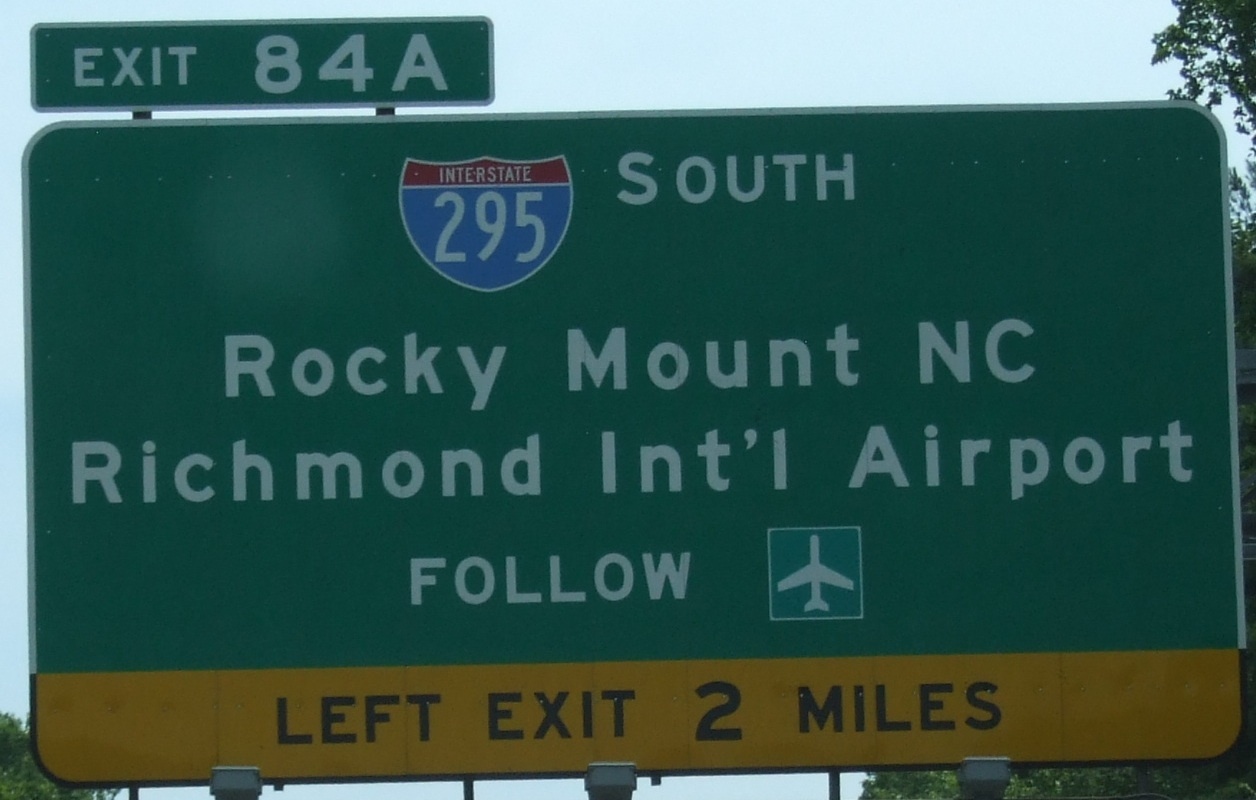 EXIT 84A
INTERSTATE
295 SOUTH
Rocky Mount NC
Richmond Int'l Airport
FOLLOW
LEFT EXIT 2 MILES